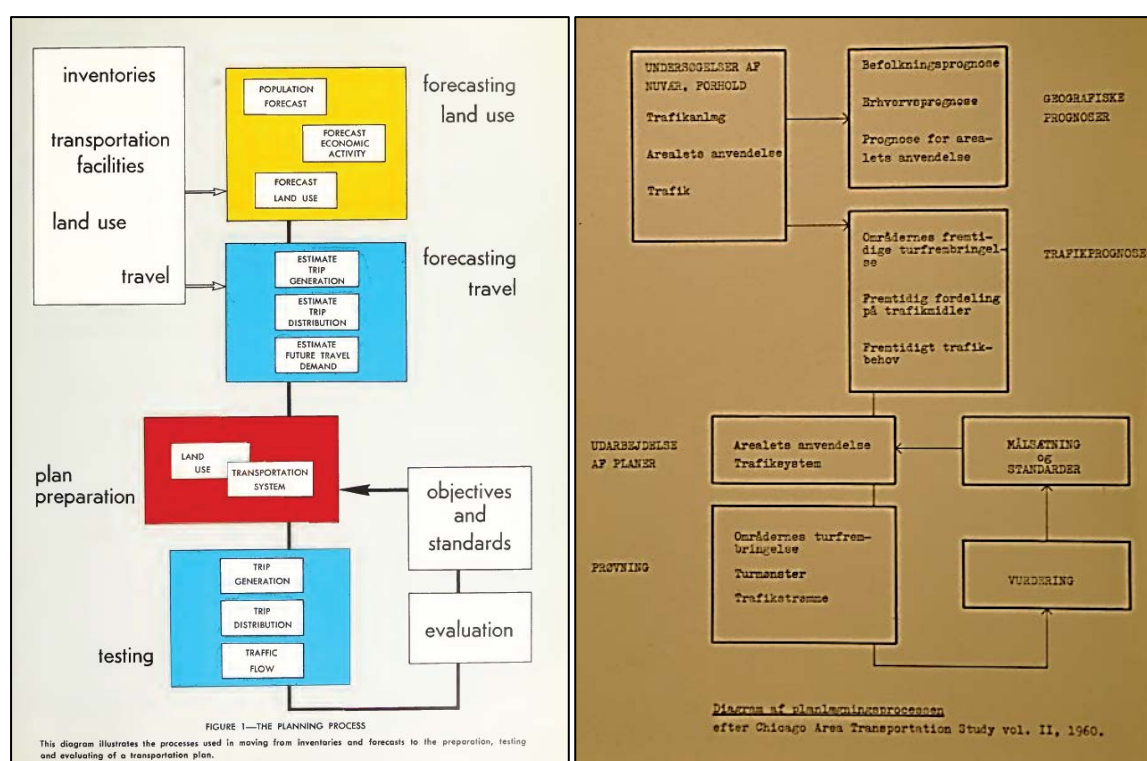 inventories
transportation
facilities
land use
travel
POPULATION
FORECAST
FORECAST
ECONOMIC
ACTIVITY
FORECAST
LAND USE
forecasting
land use
ESTIMATE
TRIP
GENERATION
ESTIMATE
TRIP
DISTRIBUTION
ESTIMATE
FUTURE TRAVEL
DEMAND
forecasting
travel
plan
preparation
LAND
USE
TRANSPORTATION
SYSTEM
objectives
and
standards
testing
TRIP
GENERATION
TRIP
DISTRIBUTION
TRAFFIC
FLOW
evaluation
FIGURE 1—THE PLANNING PROCESS
This diagram illustrates the processes used in moving from inventories and forecasts to the preparation, testing
and evaluating of a transportation plan.
UNDERSØGELSER AF
NUVÆR. FORHOLD
Trafikanlæg
Arealets anvendelse
Trafik
Befolkningsprognose
Erhvervsprognose
Prognose for area-
lets anvendelse
GEOGRAFISKE
PROGNOSER
Områdernes fremti-
dige turfrembringel-
se
Fremtidig fordeling
på trafikmidler
Fremtidigt trafik-
behov
TRAFIKPROGNOSE
UDARBEJDELSE
AF PLANER
Arealets anvendelse
Trafiksystem
MÅLSÆTNING
og
STANDARDER
PRØVNING
Områdernes turfrem-
bringelse
Turmønster
Trafikstrømme
VURDERING
Diagram af planlægningsprocessen
efter Chicago Area Transportation Study vol. II, 1960.